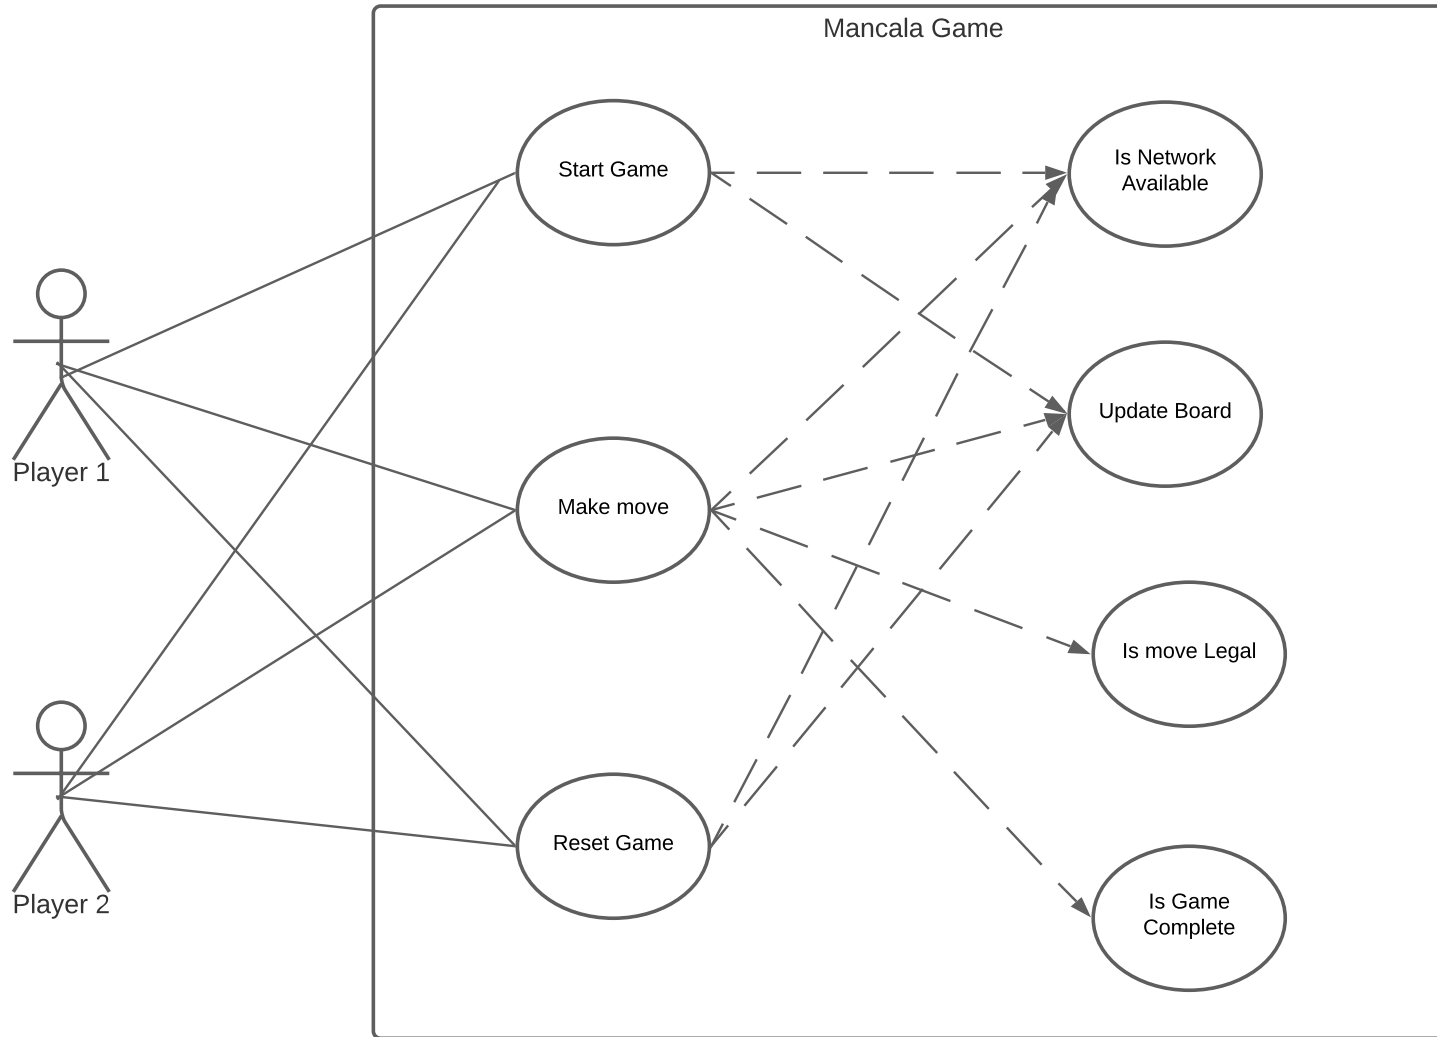 Mancala Game
Start Game
Is Network
Available
Update Board
Player 1
Make move
Is move Legal
Reset Game
Player 2
Is Game
Complete